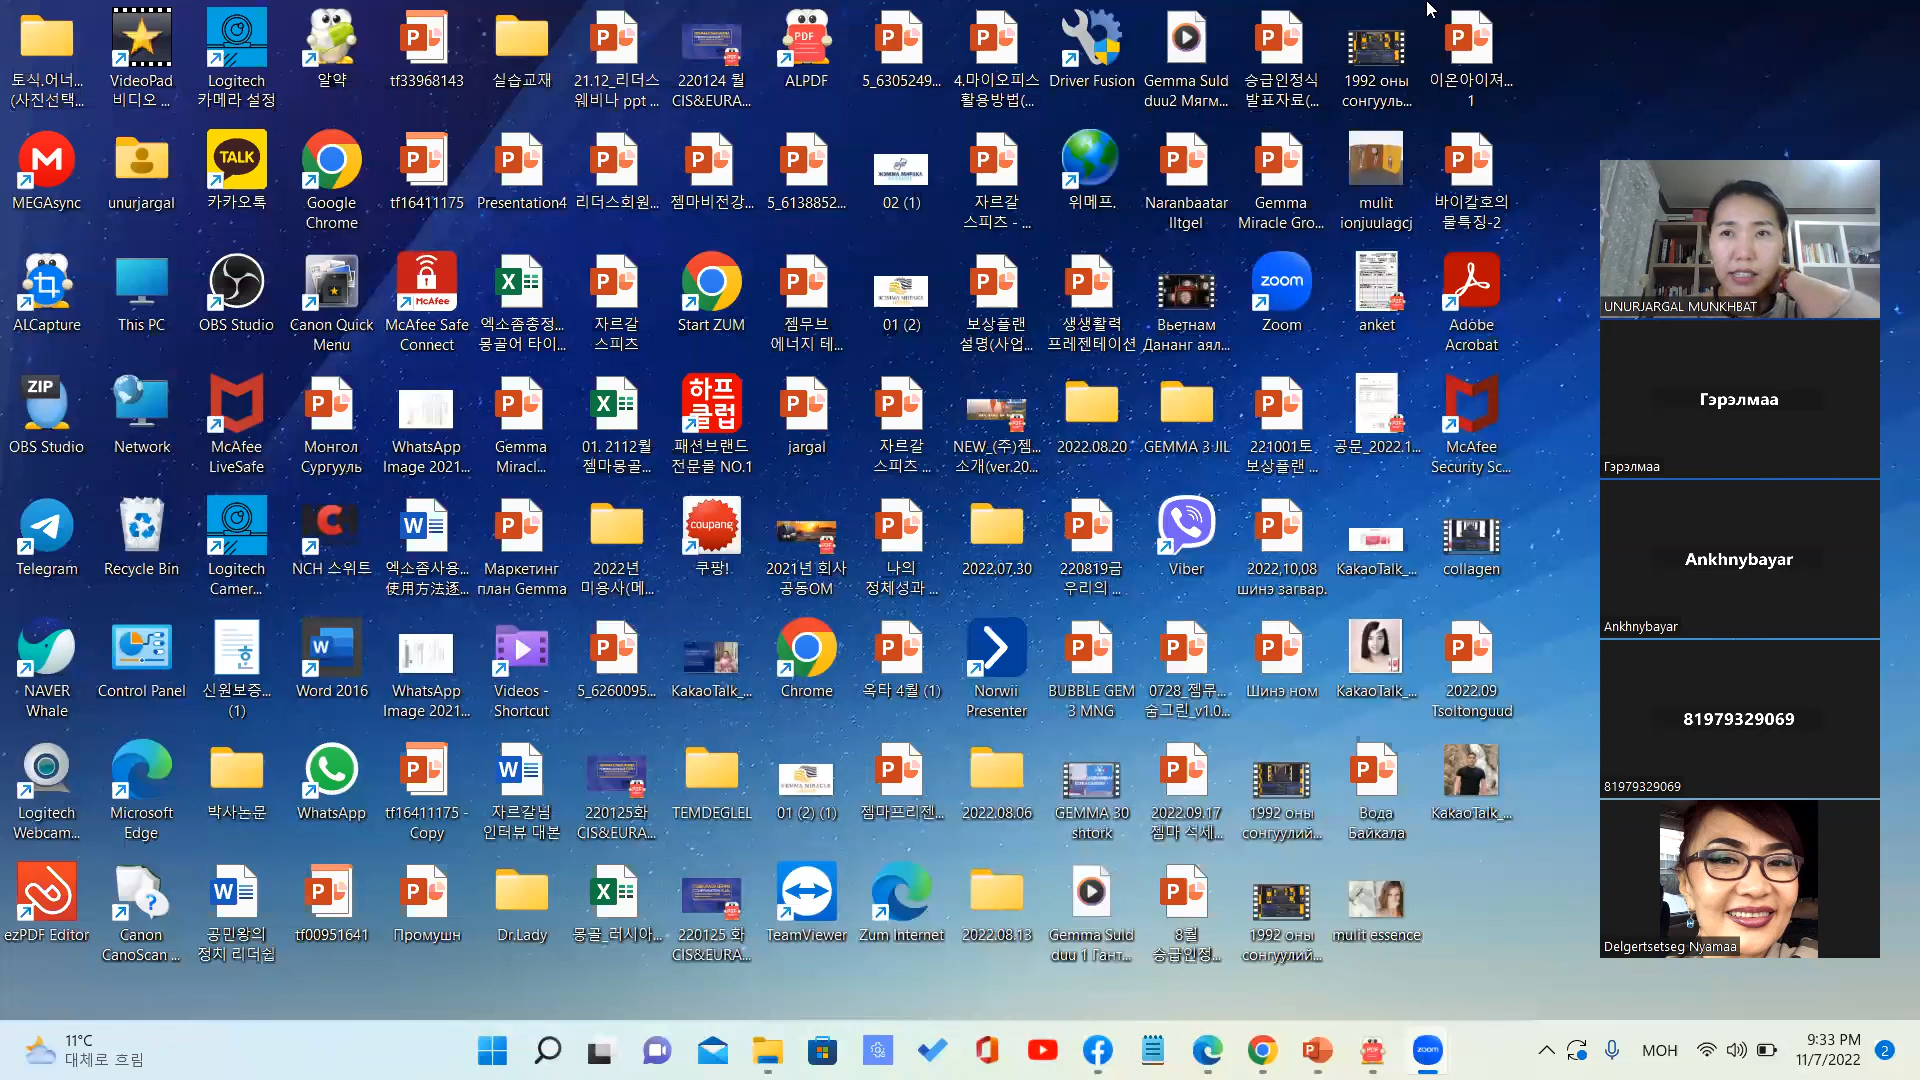 토식.어너...
(사진선택...
VideoPad
비디오 ...
Logitech
카메라 설정
알약
tf33968143
실습교재
21.12_리더스
웨비나 ppt ...
220124 월
CIS&EURA...
ALPDF
5_6305249...
4.마이오피스
활용방법(...
Driver Fusion
Gemma Suld
duu2 Мягм...
승급인정식
발표자료(...
1992 оны
сонгууль...
이온아이져...
1
MEGAsync
unurjargal
카카오톡
Google
Chrome
tf16411175
Presentation4
리더스회원...
젬마비전강...
5_6138852...
02 (1)
자르갈
스피즈 - ...
위메프.
Naranbaatar
Iltgel
Gemma
Miracle Gro...
mulit
ionjuulagcj
바이칼호의
물특징-2
ALCapture
This PC
OBS Studio
Canon Quick
Menu
McAfee Safe
Connect
엑소좀충정...
몽골어 타이...
자르갈
스피즈
Start ZUM
젬무브
에너지 테...
01 (2)
보상플랜
설명(사업...
생생활력
프레젠테이션
Вьетнам
Дананг аял...
Zoom
anket
Adobe
Acrobat
OBS Studio
Network
McAfee
LiveSafe
Монгол
Сургууль
WhatsApp
Image 2021...
Gemma
Miracl...
01. 2112월
젬마몽골...
패션브랜드
전문몰 NO.1
jargal
자르갈
스피즈 ...
NEW_(주)젬...
소개(ver.20...
2022.08.20
GEMMA 3 JIL
221001토.
보상플랜 ...
공문_2022.1...
McAfee
Security Sc...
Telegram
Recycle Bin
Logitech
Camer...
NCH 스위트
엑소좀사용...
使用方法逐...
Маркетинг
план Gemma
2022년
미용사(메...
쿠팡!
2021년 회사
공동OM
나의
정체성과 ...
2022.07.30
220819금
우리의 ...
Viber
2022,10,08
шинэ загвар.
KakaoTalk_...
collagen
NAVER
Whale
Control Panel
신원보증...
(1)
Word 2016
WhatsApp
Image 2021...
Videos -
Shortcut
5_6260095...
KakaoTalk_...
Chrome
옥타 4월 (1)
Norwii
Presenter
BUBBLE GEM
3 MNG
0728_젬무...
숨그린_v1.0...
Шинэ ном
KakaoTalk_...
2022.09
Tsoltonguud
Logitech
Webcam...
Microsoft
Edge
박사논문
WhatsApp
tf16411175 -
Copy
자르갈님
인터뷰 대본
220125화
CIS&EURA...
TEMDEGLEL
01 (2) (1)
젬마프리젠...
2022.08.06
GEMMA 30
shtork
2022.09.17
젬마 석세...
1992 оны
сонгуулий...
Вода
Байкала
KakaoTalk_...
ezPDF Editor
Canon
CanoScan ...
공민왕의
정치 리더쉽
tf00951641
Промушн
Dr.Lady
몽골_러시아...
220125 화
CIS&EURA...
TeamViewer
Zum Internet
2022.08.13
Gemma Suld
duu 1 Гант...
8월
승급인정...
1992 оны
сонгуулий...
mulit essence
UNURJARGAL MUNKHBAT
Гэрэлмаа
Гэрэлмаа
Ankhnybayar
Ankhnybayar
81979329069
81979329069
Delgertsetseg Nyamaa
11°C
대체로 흐림
MOH
9:33 PM
11/7/2022
2
PDF
TALK
McAfee
zoom
ZIP
하프
클럽
coupang
zoom